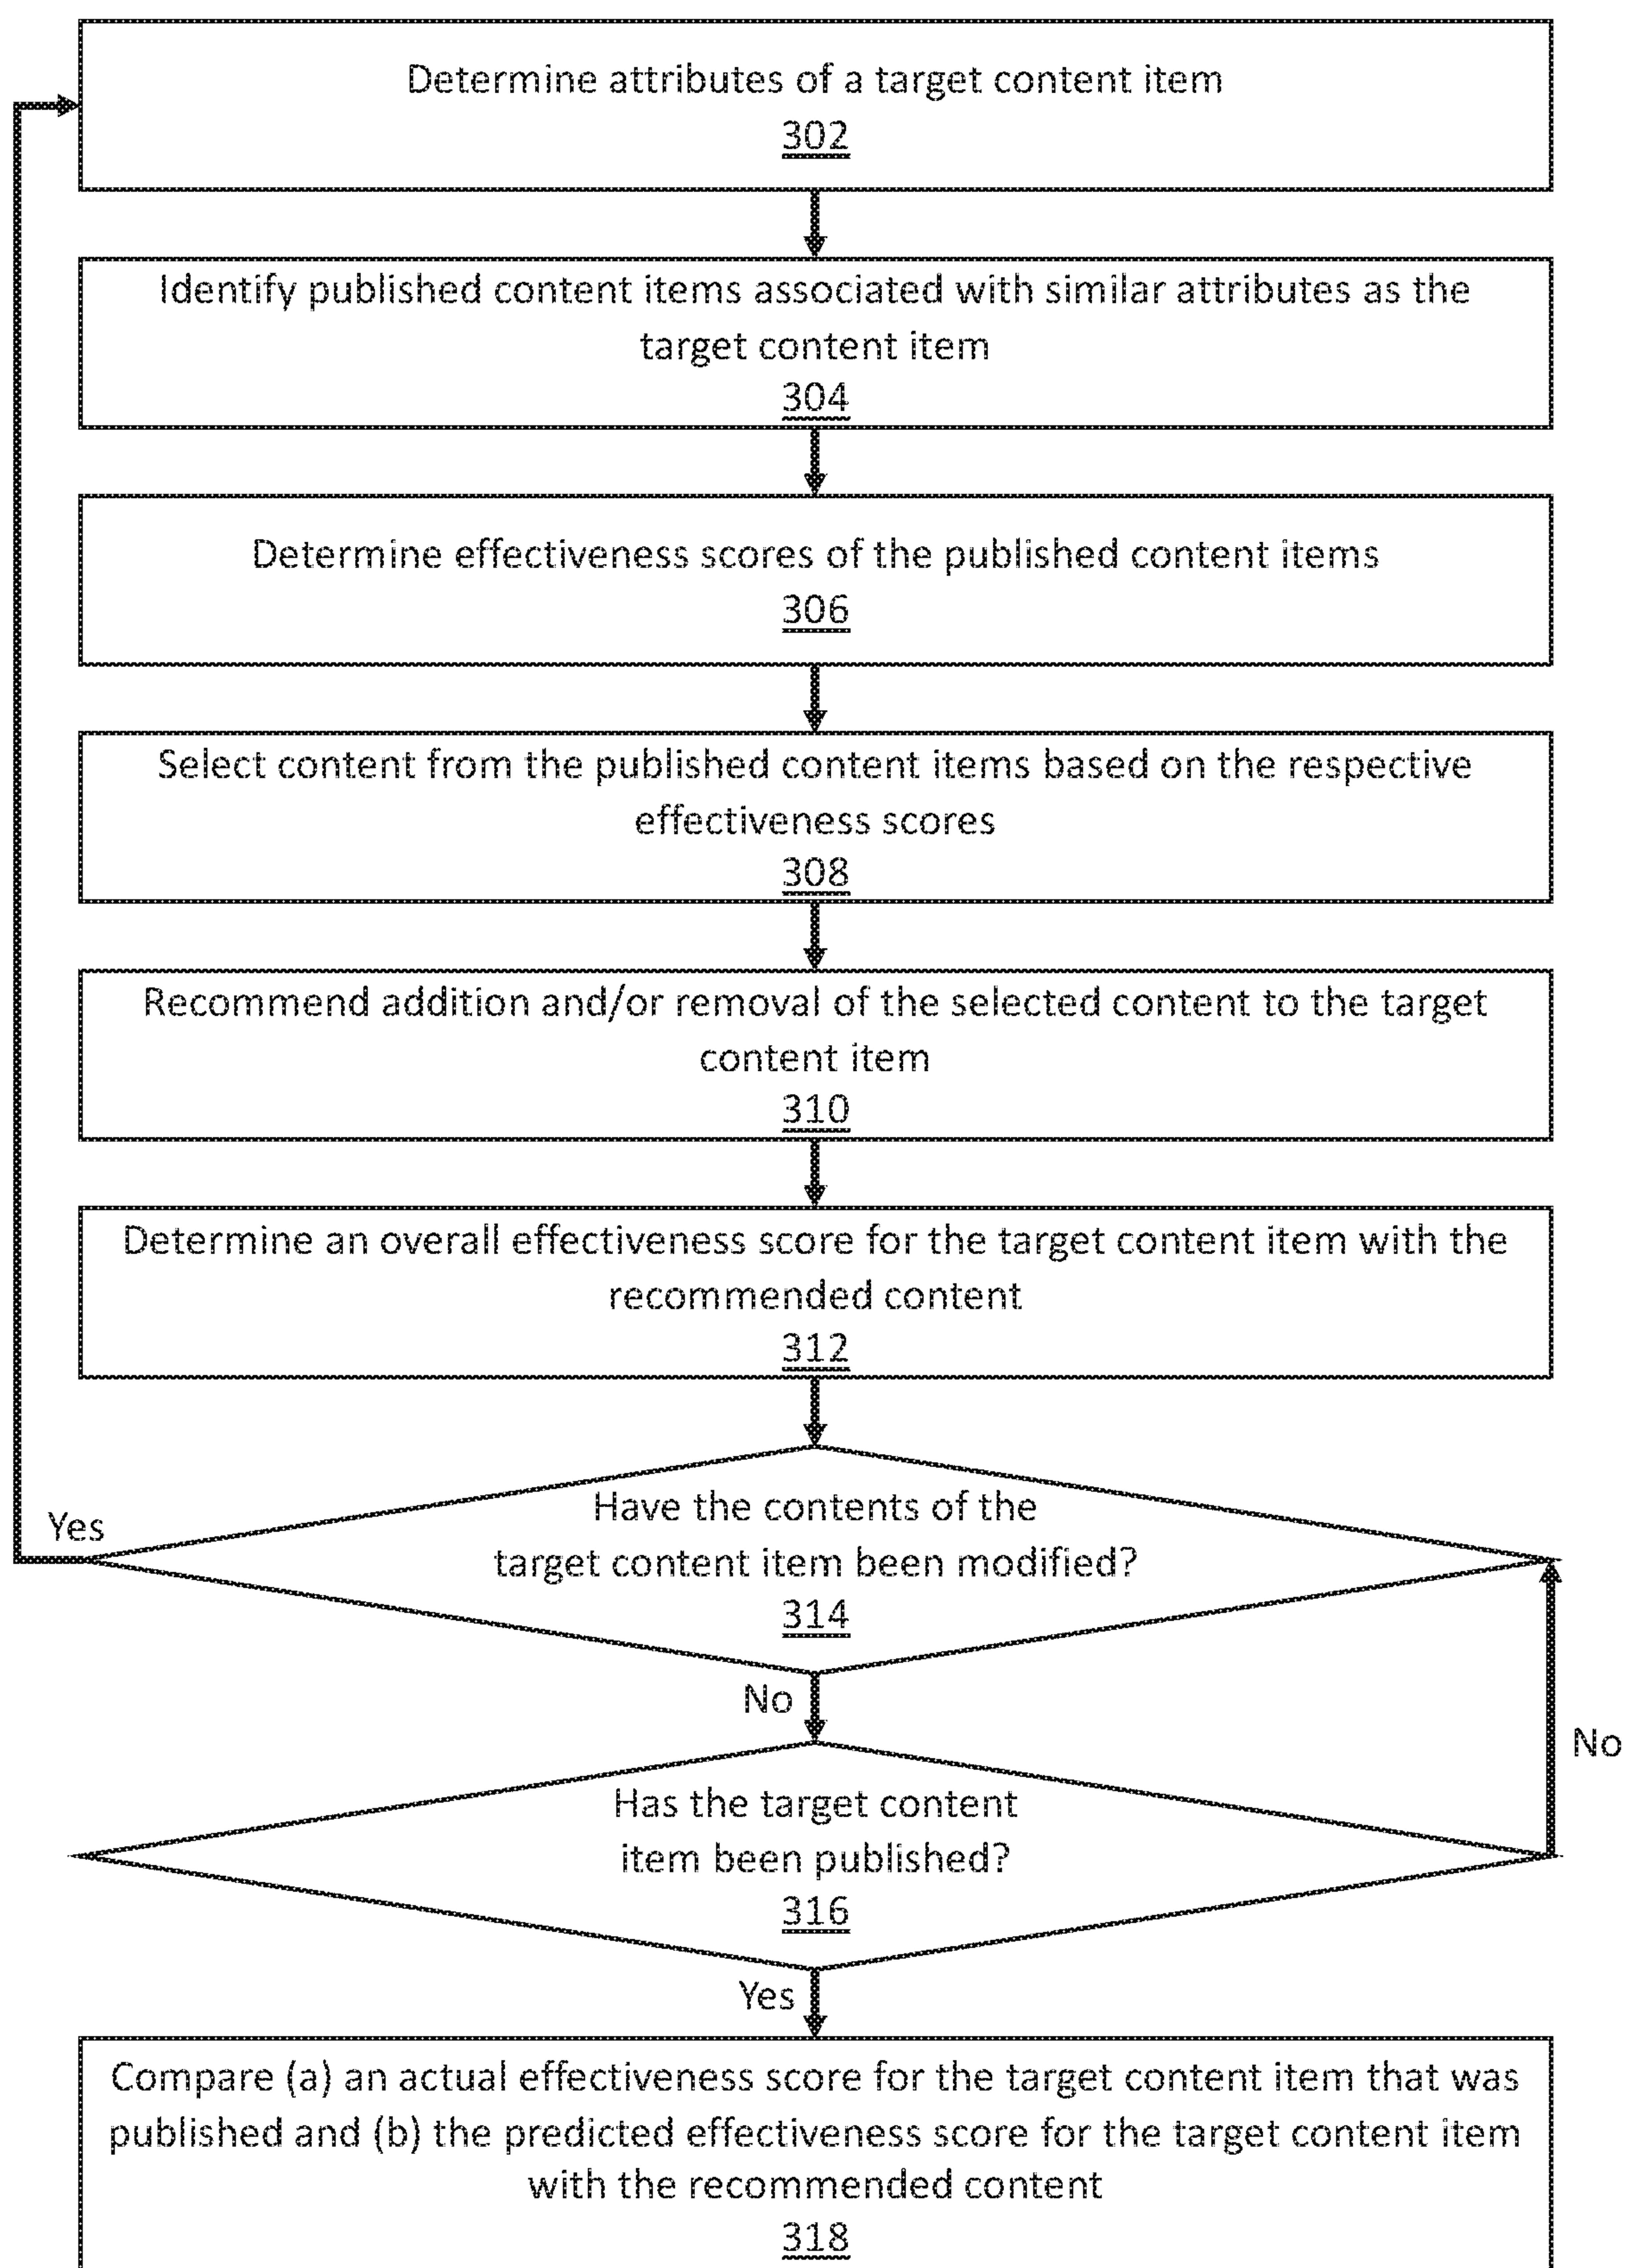 Determine attributes of a target content item
302
Identify published content items associated with similar attributes as the
target content item
304
Determine effectiveness scores of the published content items
306
Select content from the published content items based on the respective
effectiveness scores
308
Recommend addition and/or removal of the selected content to the target
content item
310
Determine an overall effectiveness score for the target content item with the
recommended content
312
Yes
Have the contents of the
target content item been modified?
314
No
No
Has the target content
item been published?
316
Yes
Compare (a) an actual effectiveness score for the target content item that was
published and (b) the predicted effectiveness score for the target content item
with the recommended content
318